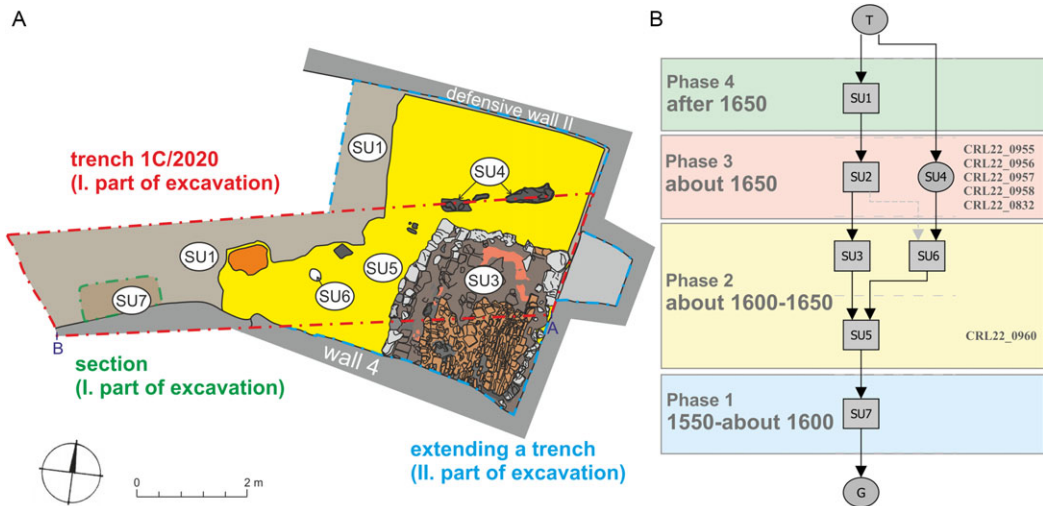 A
B
defensive wall II
SU1
trench 1C/2020
(I. part of excavation)
SU4
SU1
SU5
SU3
SU6
SU7
B
A
wall 4
section
(I. part of excavation)
extending a trench
(II. part of excavation)
0
2 m
T
Phase 4
after 1650
SU1
Phase 3
about 1650
SU2
SU4
CRL22_0955
CRL22_0956
CRL22_0957
CRL22_0958
CRL22_0832
Phase 2
about 1600-1650
SU3
SU6
SU5
CRL22_0960
Phase 1
1550-about 1600
SU7
G